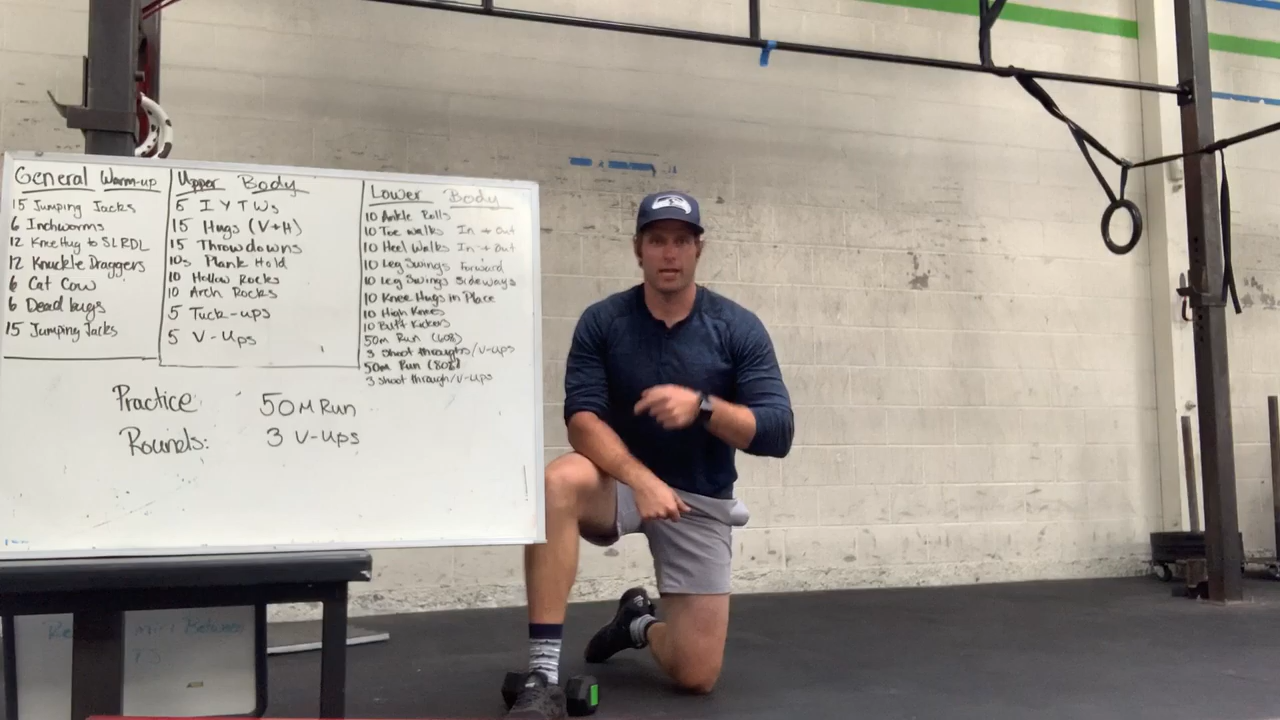 General Warm-up
15 Jumping Jacks
6 Inchworms
12 Knee Hug to SLRDL
12 Knuckle Draggers
6 Cat Cow
6 Dead bugs
15 Jumping Jacks
Upper Body
5 I Y T Ws
15 Hugs (V+H)
15 Throwdowns
10s Plank Hold
10 Hollow Rocks
10 Arch Rocks
5 Tuck-ups
5 V-Ups
Lower Body
10 Ankle Rolls
10 Toe Walks In + Out
10 Heel Walks In + Out
10 Leg Swings Forward
10 Leg Swings Sideways
10 Knee Hugs in Place
10 High Knees
10 Butt Kickers
50m Run (60%)
3 Shoot throughs/V-ups
50m Run (80%)
3 Shoot through/V-ups
Practice 50M Run
Rounds: 3 V-Ups
Between